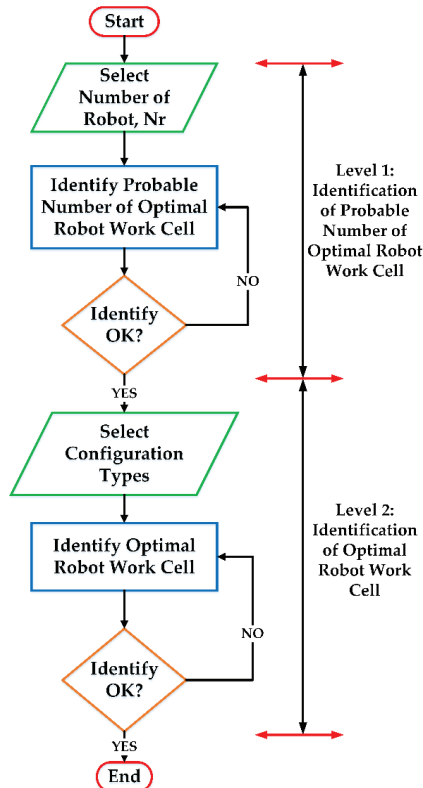 Start
Select
Number of
Robot, Nr
Identify Probable
Number of Optimal
Robot Work Cell
NO
Identify
OK?
YES
Select
Configuration
Types
Identify Optimal
Robot Work Cell
NO
Identify
OK?
YES
End
Level 1:
Identification
of Probable
Number of
Optimal Robot
Work Cell
Level 2:
Identification
of Optimal
Robot Work
Cell